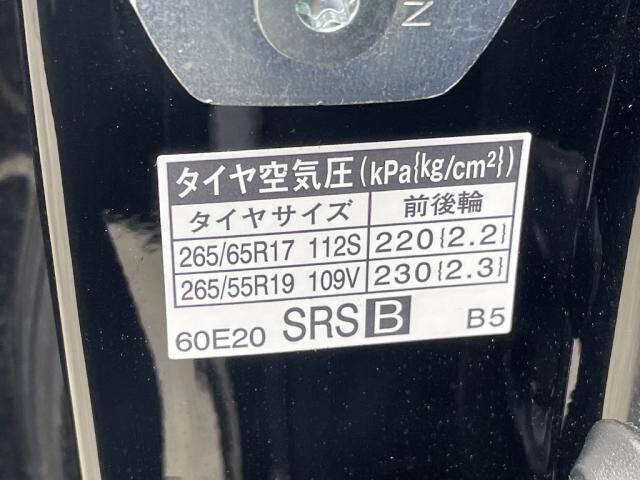 N
タイヤ空気圧(kPa{kg/cm²})
タイヤサイズ 前後輪
265/65R17 112S 220{2.2}
265/55R19 109V 230{2.3}
60E20 SRS B B5